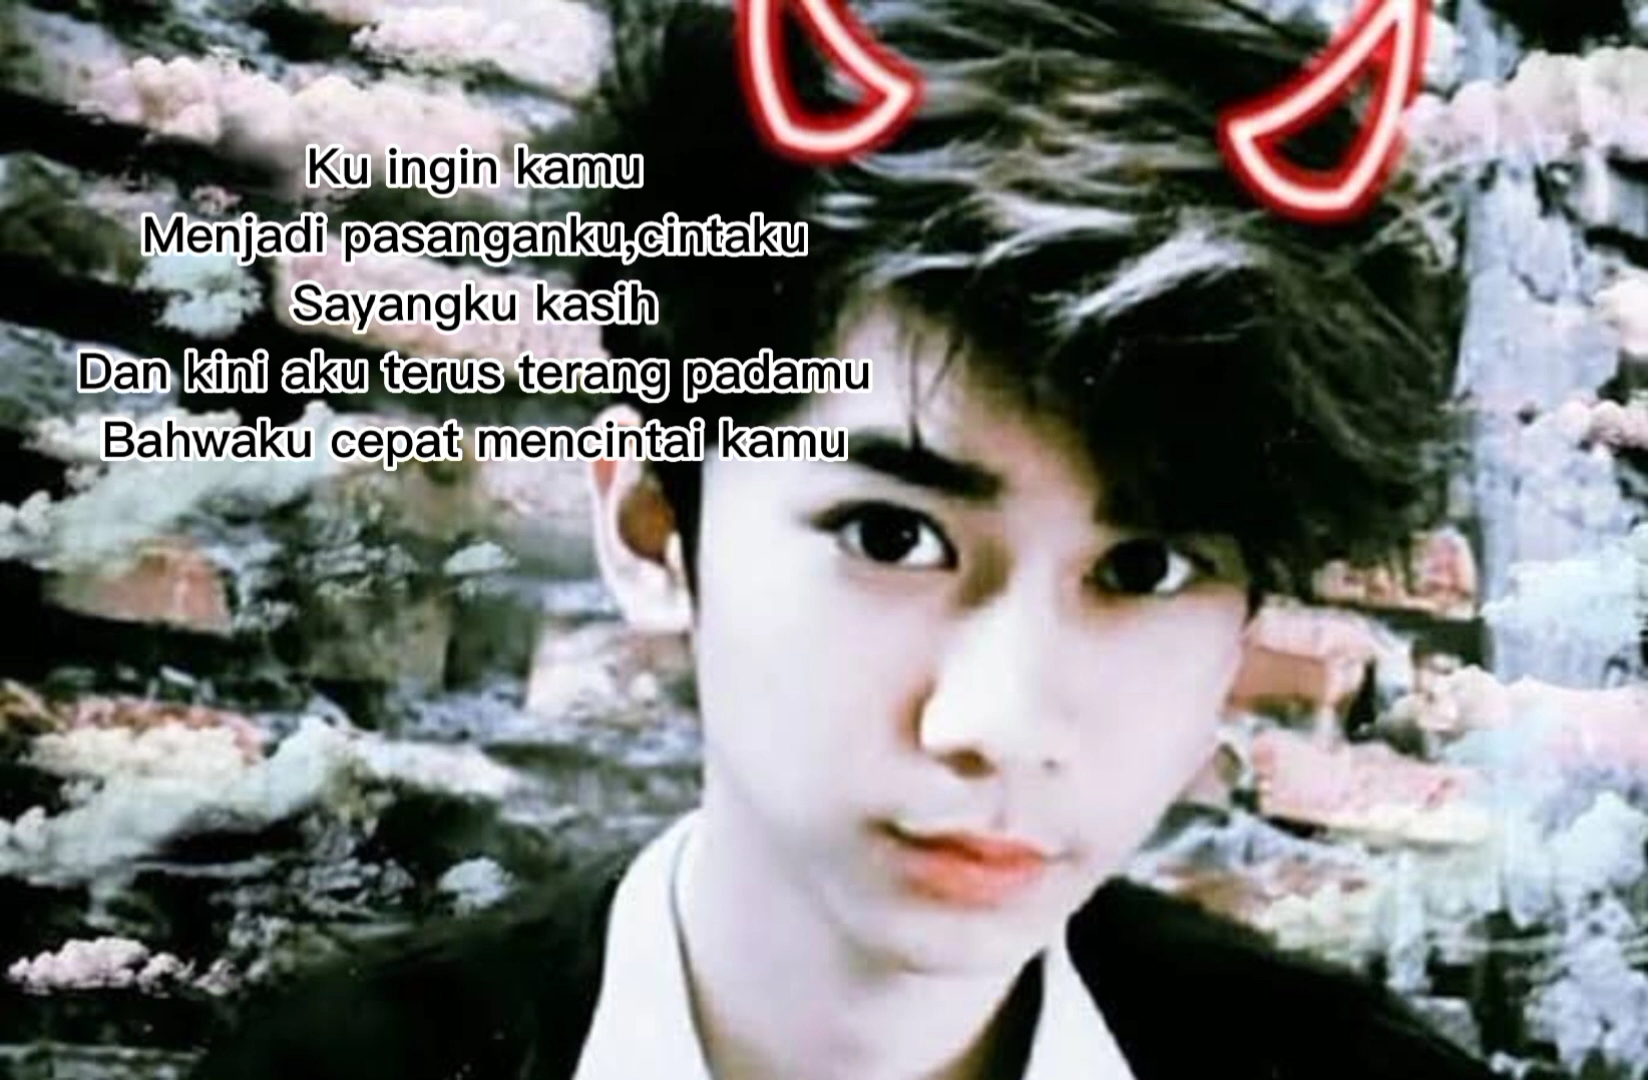 Ku ingin kamu
Menjadi pasanganku,cintaku
Sayangku kasih
Dan kini aku terus terang padamu
Bahwaku cepat mencintai kamu